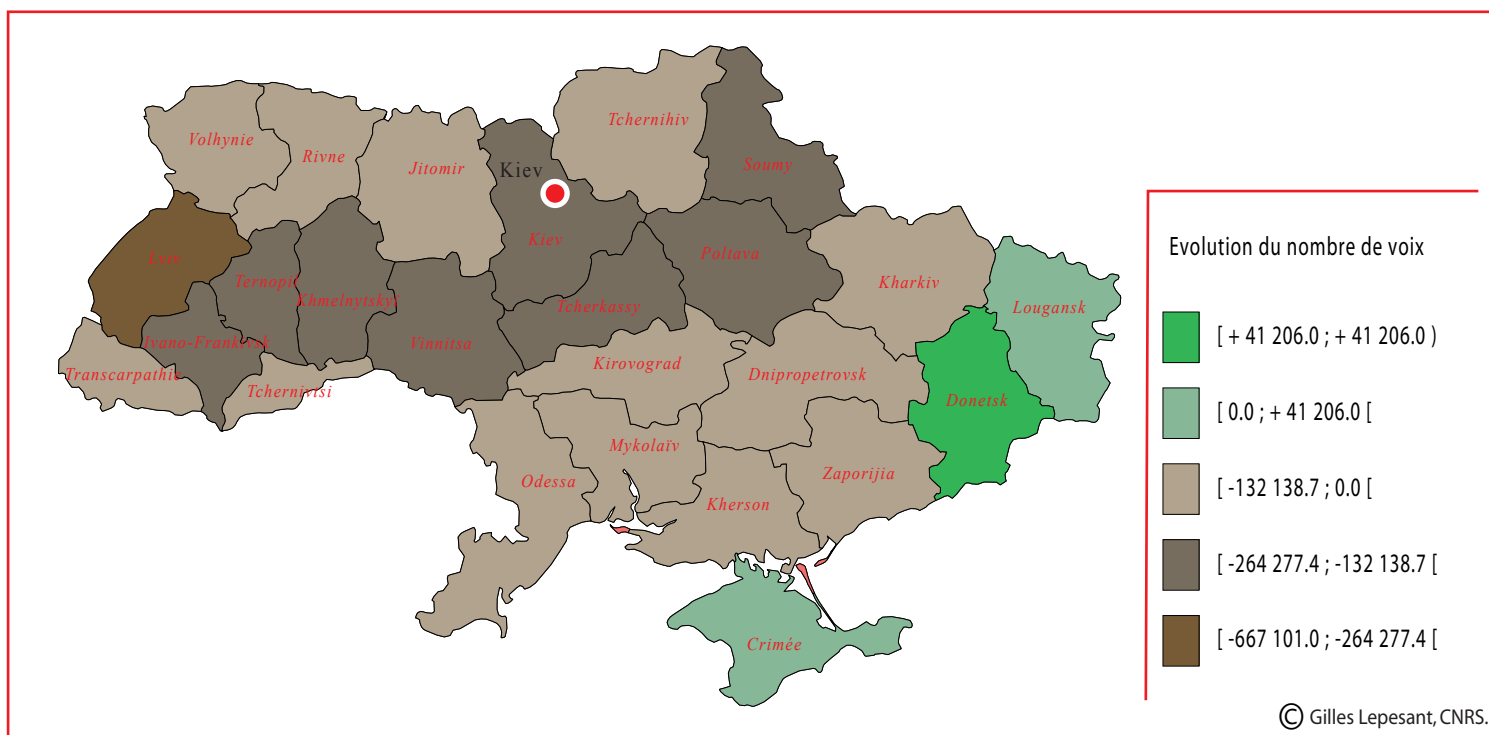 Tchernihiv
Volhynie
Rivne
Jitomir
Kiev
Soumy
Lviv
Ternopil
Khmelnytskyi
Kiev
Poltava
Kharkiv
Lougansk
Tcherkassy
Ivano-Frankivsk
Vinnitsa
Transcarpathie
Tchernivtsi
Kirovograd
Dnipropetrovsk
Donetsk
Mykolaïv
Odessa
Zaporijia
Kherson
Crimée
Evolution du nombre de voix
[ + 41 206.0 ; + 41 206.0 )
[ 0.0 ; + 41 206.0 [
[ -132 138.7 ; 0.0 [
[ -264 277.4 ; -132 138.7 [
[ -667 101.0 ; -264 277.4 [
© Gilles Lepesant, CNRS.